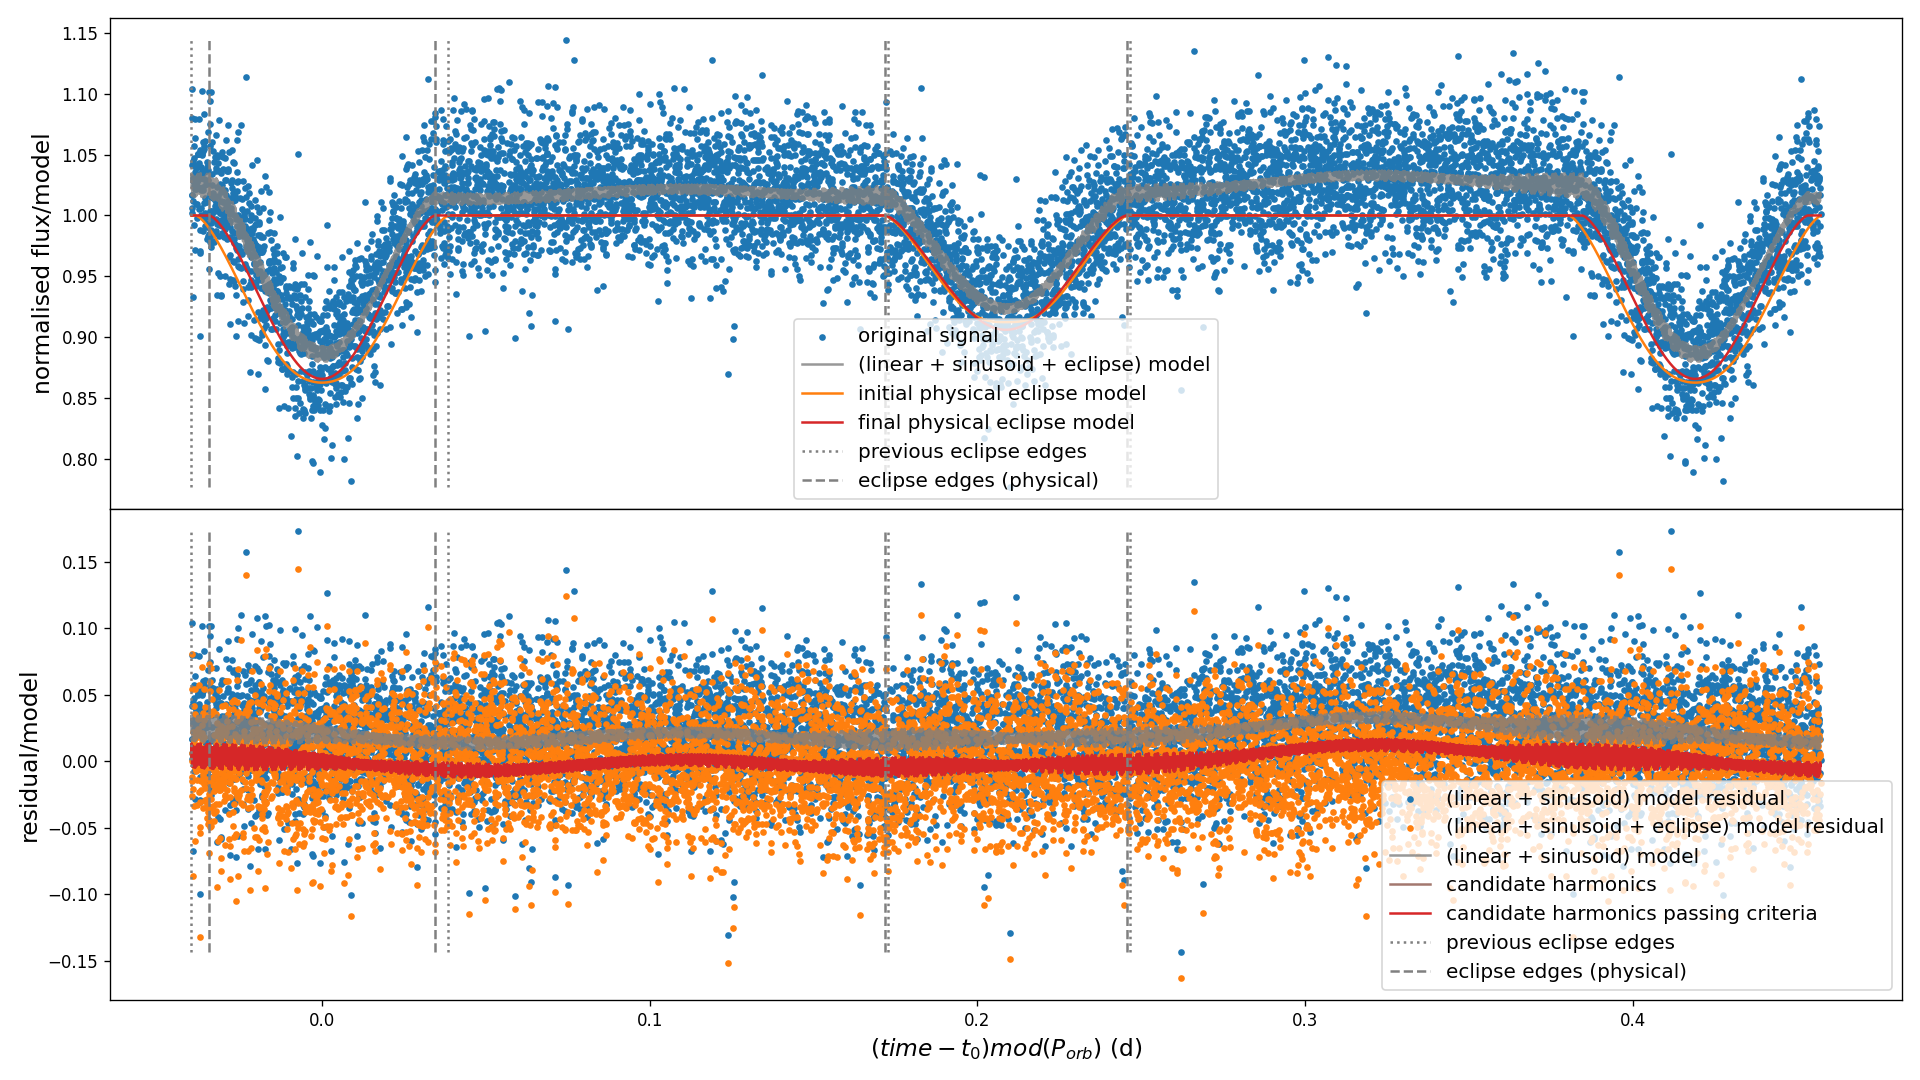 1.15
1.10
1.05
1.00
0.95
0.90
0.85
0.80
normalised flux/model
original signal
(linear + sinusoid + eclipse) model
initial physical eclipse model
final physical eclipse model
previous eclipse edges
eclipse edges (physical)
0.15
0.10
0.05
0.00
−0.05
−0.10
−0.15
residual/model
(linear + sinusoid) model residual
(linear + sinusoid + eclipse) model residual
(linear + sinusoid) model
candidate harmonics
candidate harmonics passing criteria
previous eclipse edges
eclipse edges (physical)
0.0 0.1 0.2 0.3 0.4
(time − t₀)mod(P_orb) (d)